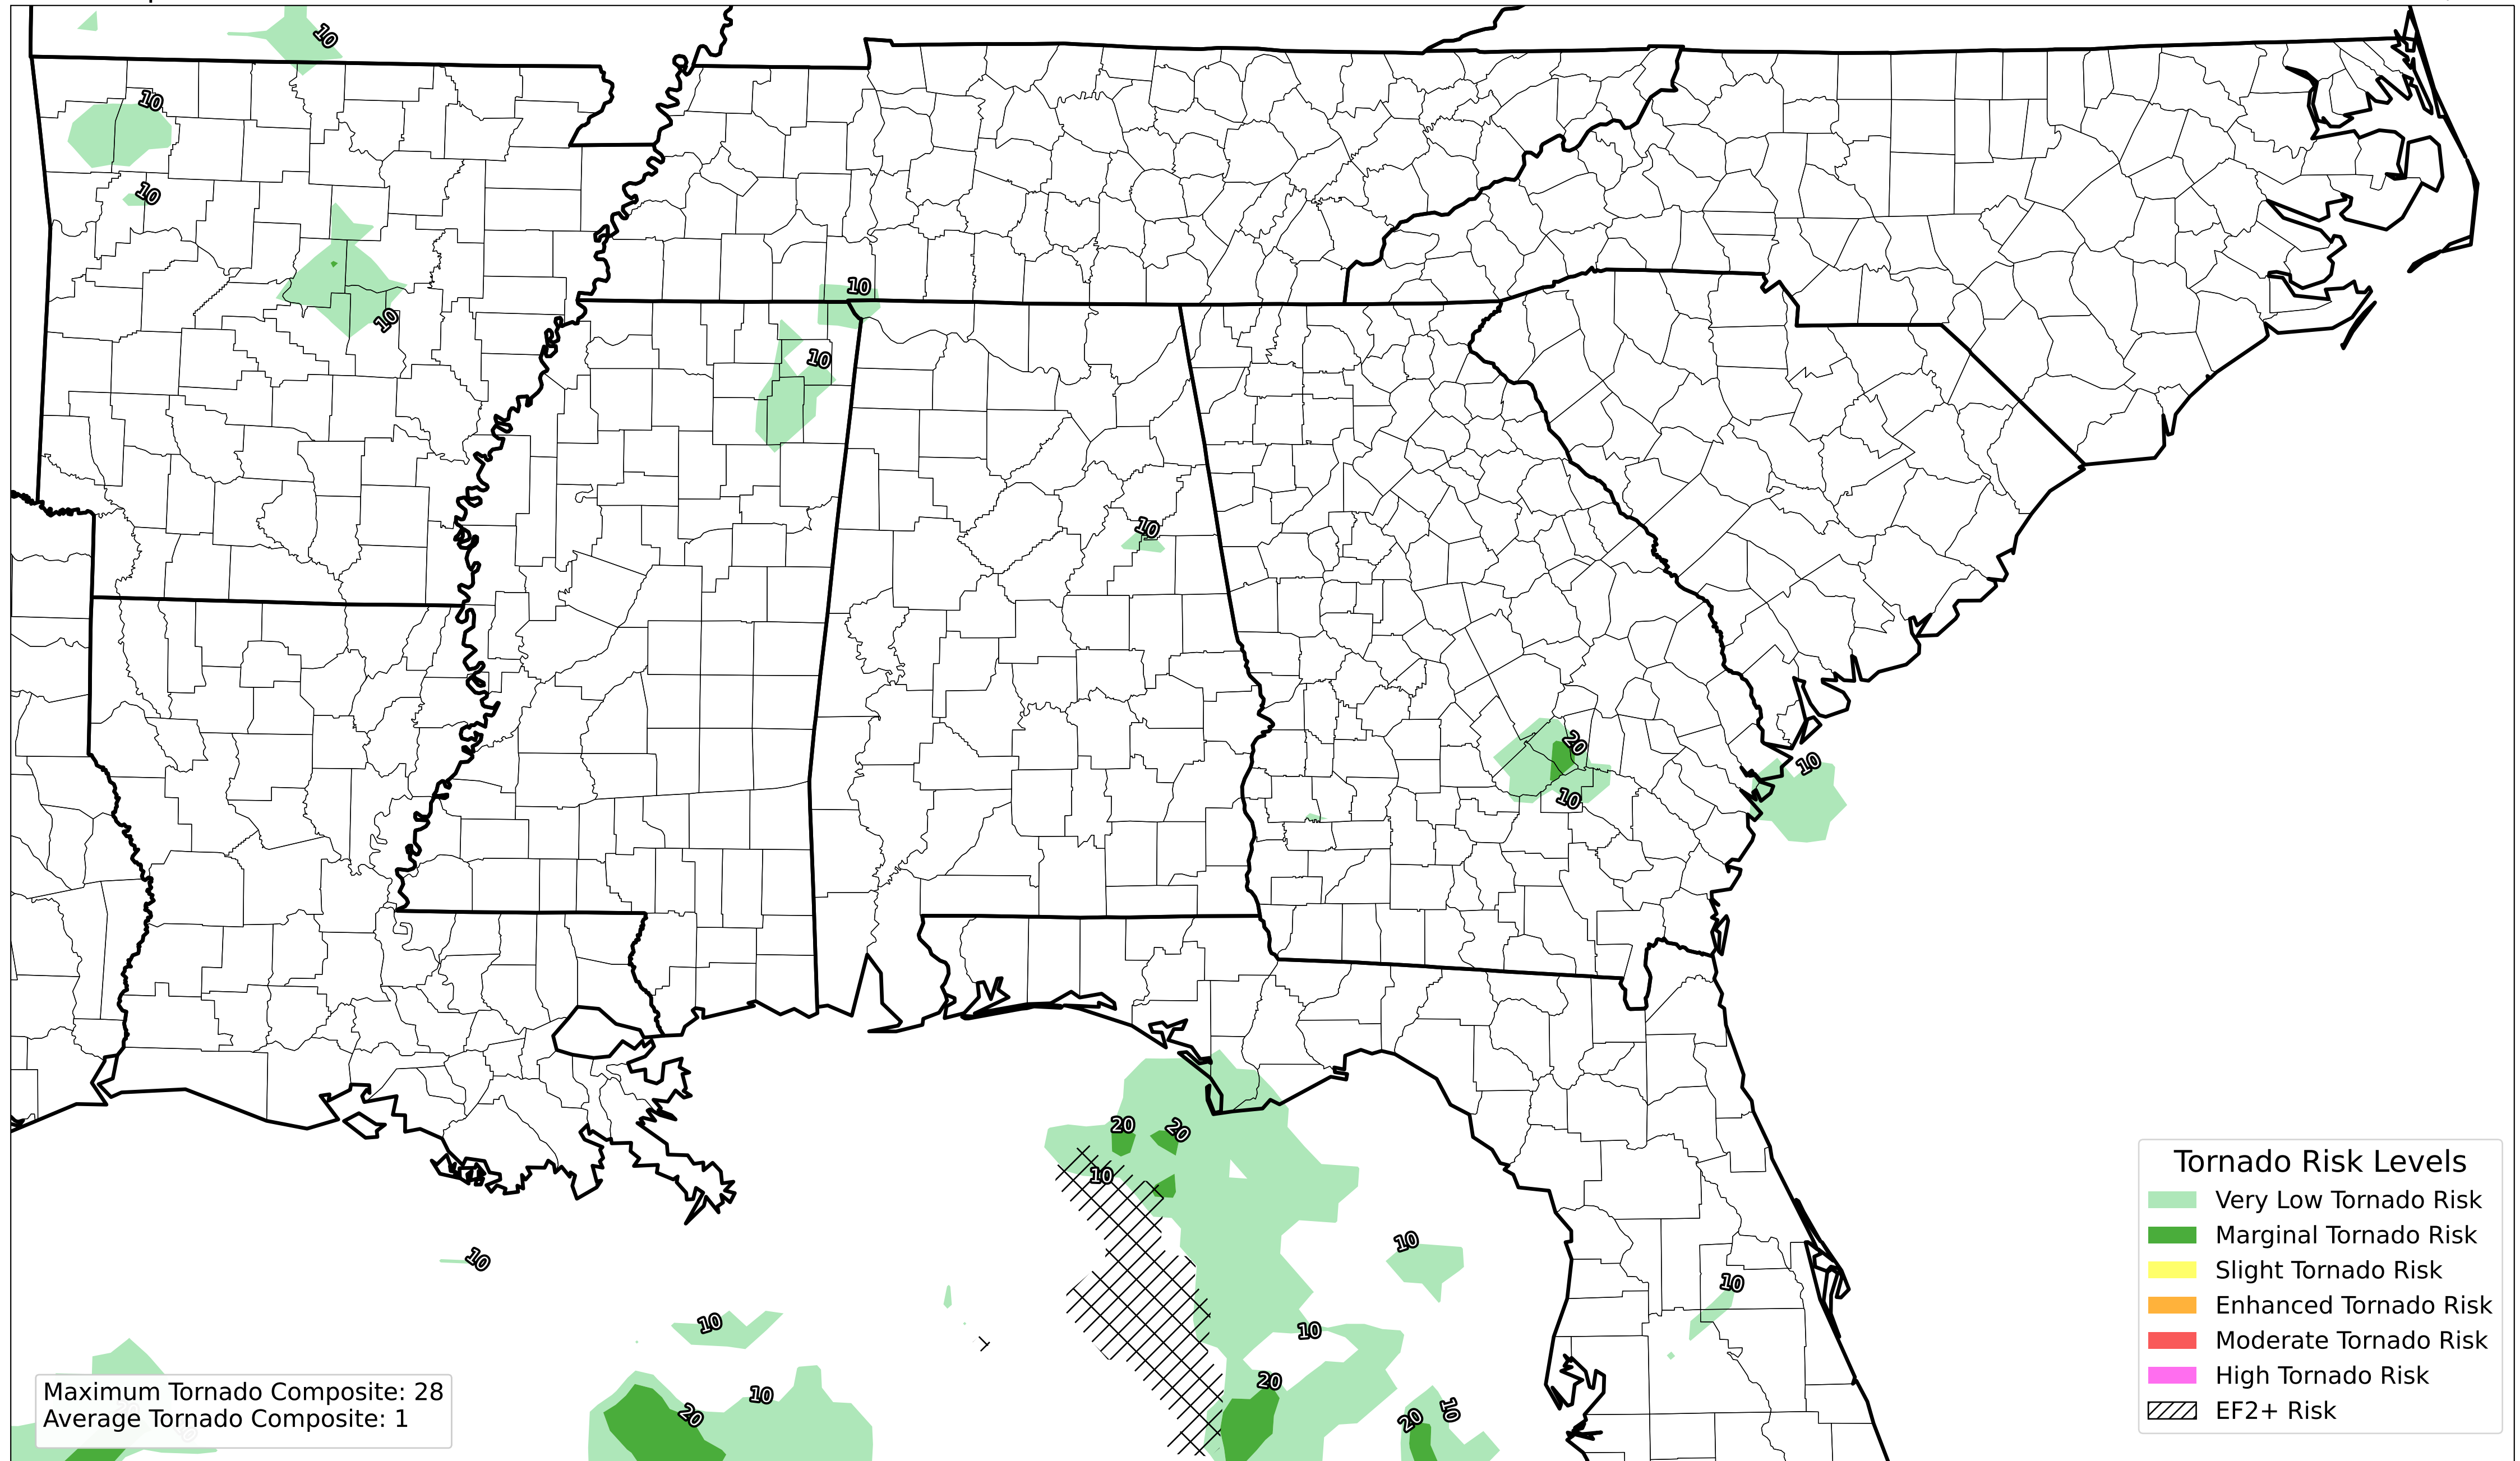 10
10
10
10
10
10
10
20
10
10
20
20
10
10
10
10
10
10
20
10
20
10
20
Tornado Risk Levels
Very Low Tornado Risk
Marginal Tornado Risk
Slight Tornado Risk
Enhanced Tornado Risk
Moderate Tornado Risk
High Tornado Risk
EF2+ Risk
Maximum Tornado Composite: 28
Average Tornado Composite: 1